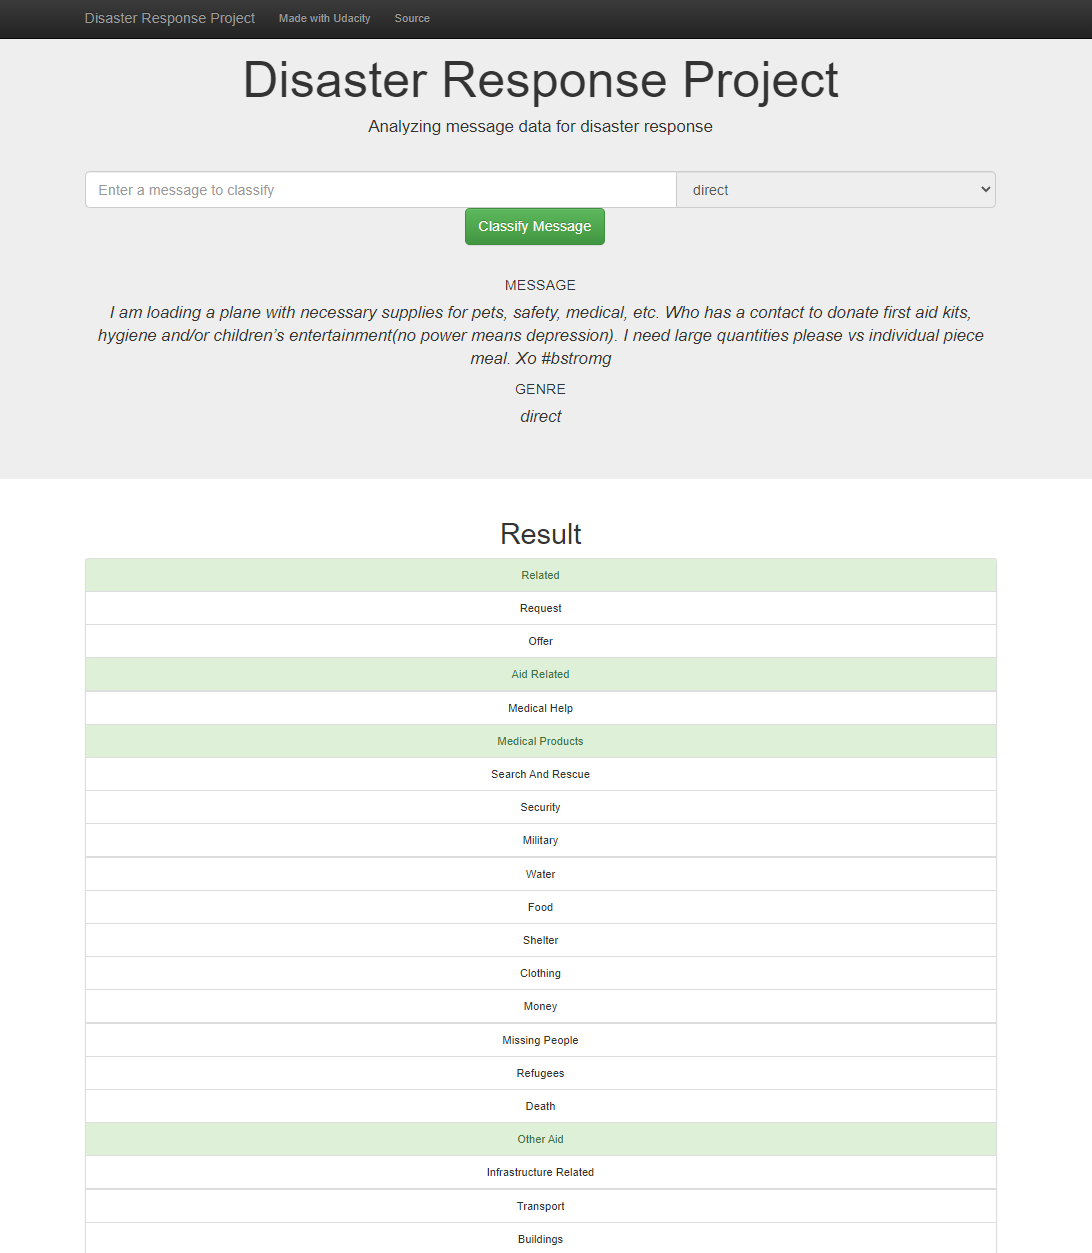 Disaster Response Project Made with Udacity Source
Disaster Response Project
Analyzing message data for disaster response
Enter a message to classify direct
Classify Message
MESSAGE
I am loading a plane with necessary supplies for pets, safety, medical, etc. Who has a contact to donate first aid kits,
hygiene and/or children’s entertainment(no power means depression). I need large quantities please vs individual piece
meal. Xo #bstromg
GENRE
direct
Result
Related
Request
Offer
Aid Related
Medical Help
Medical Products
Search And Rescue
Security
Military
Water
Food
Shelter
Clothing
Money
Missing People
Refugees
Death
Other Aid
Infrastructure Related
Transport
Buildings